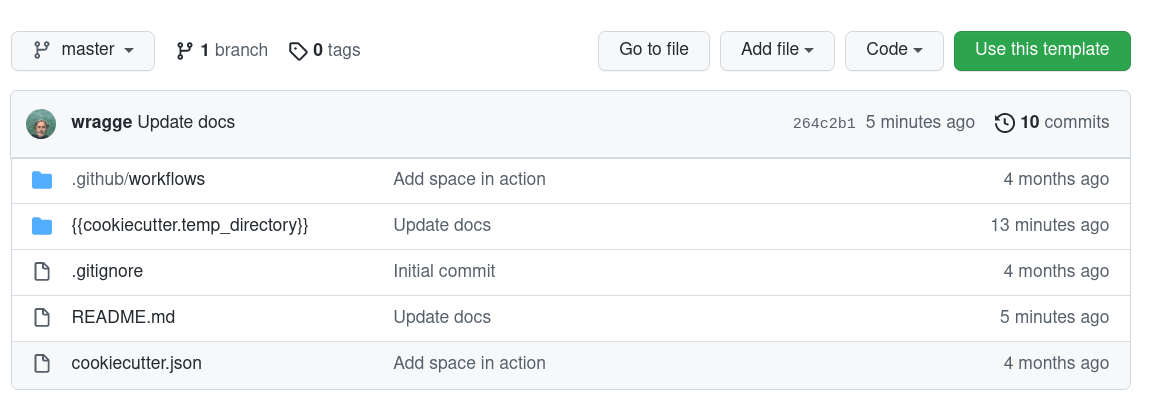 master 1 branch 0 tags Go to file Add file Code Use this template
wragge Update docs 264c2b1 5 minutes ago 10 commits
.github/workflows Add space in action 4 months ago
{{cookiecutter.temp_directory}} Update docs 13 minutes ago
.gitignore Initial commit 4 months ago
README.md Update docs 5 minutes ago
cookiecutter.json Add space in action 4 months ago